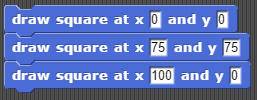 draw square at x 0 and y 0
draw square at x 75 and y 75
draw square at x 100 and y 0